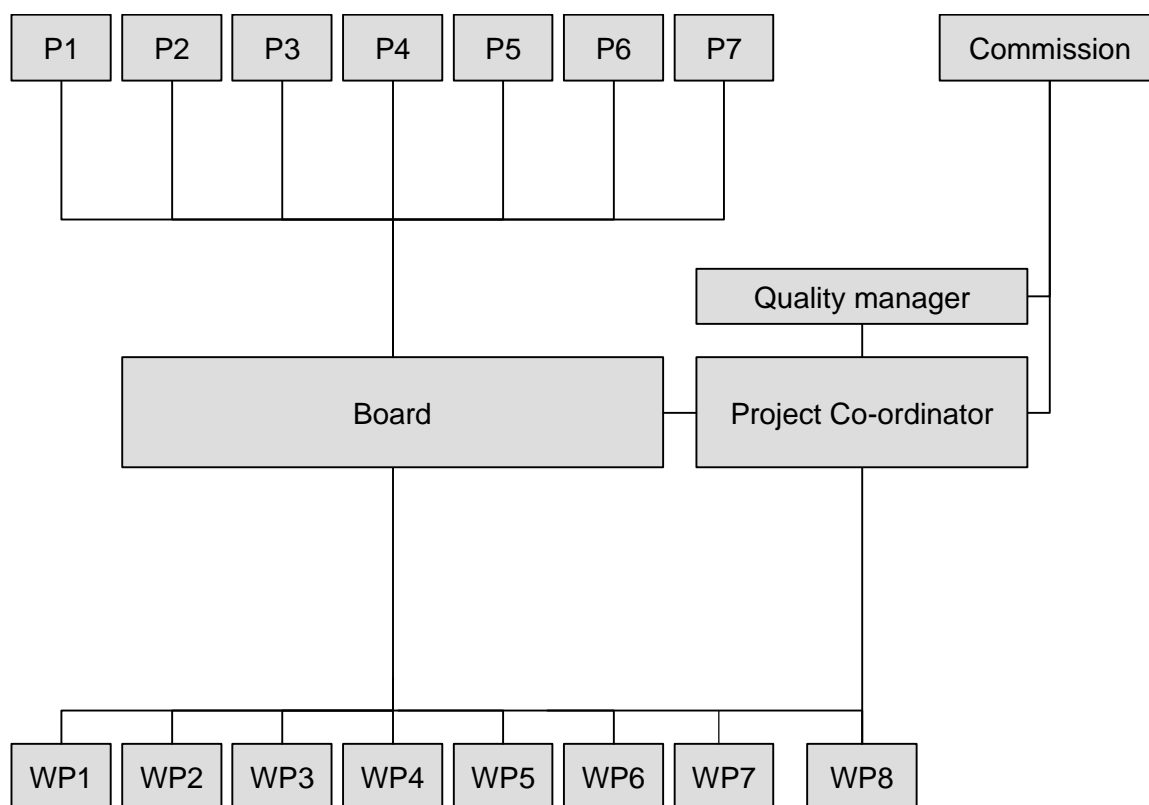 P1
P2
P3
P4
P5
P6
P7
Commission
Quality manager
Board
Project Co-ordinator
WP1
WP2
WP3
WP4
WP5
WP6
WP7
WP8